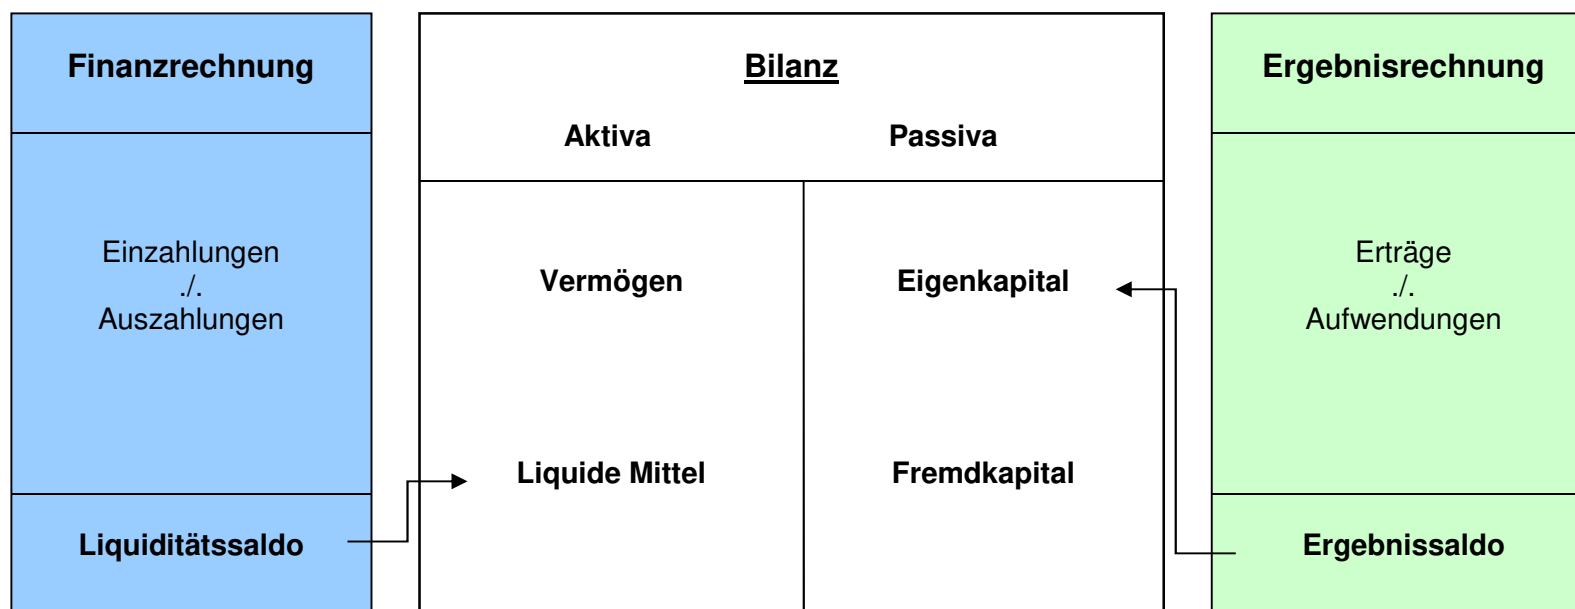 Finanzrechnung
Einzahlungen
./.
Auszahlungen
Liquiditätssaldo
Bilanz
Aktiva Passiva
Vermögen Eigenkapital
Liquide Mittel Fremdkapital
Ergebnisrechnung
Erträge
./.
Aufwendungen
Ergebnissaldo